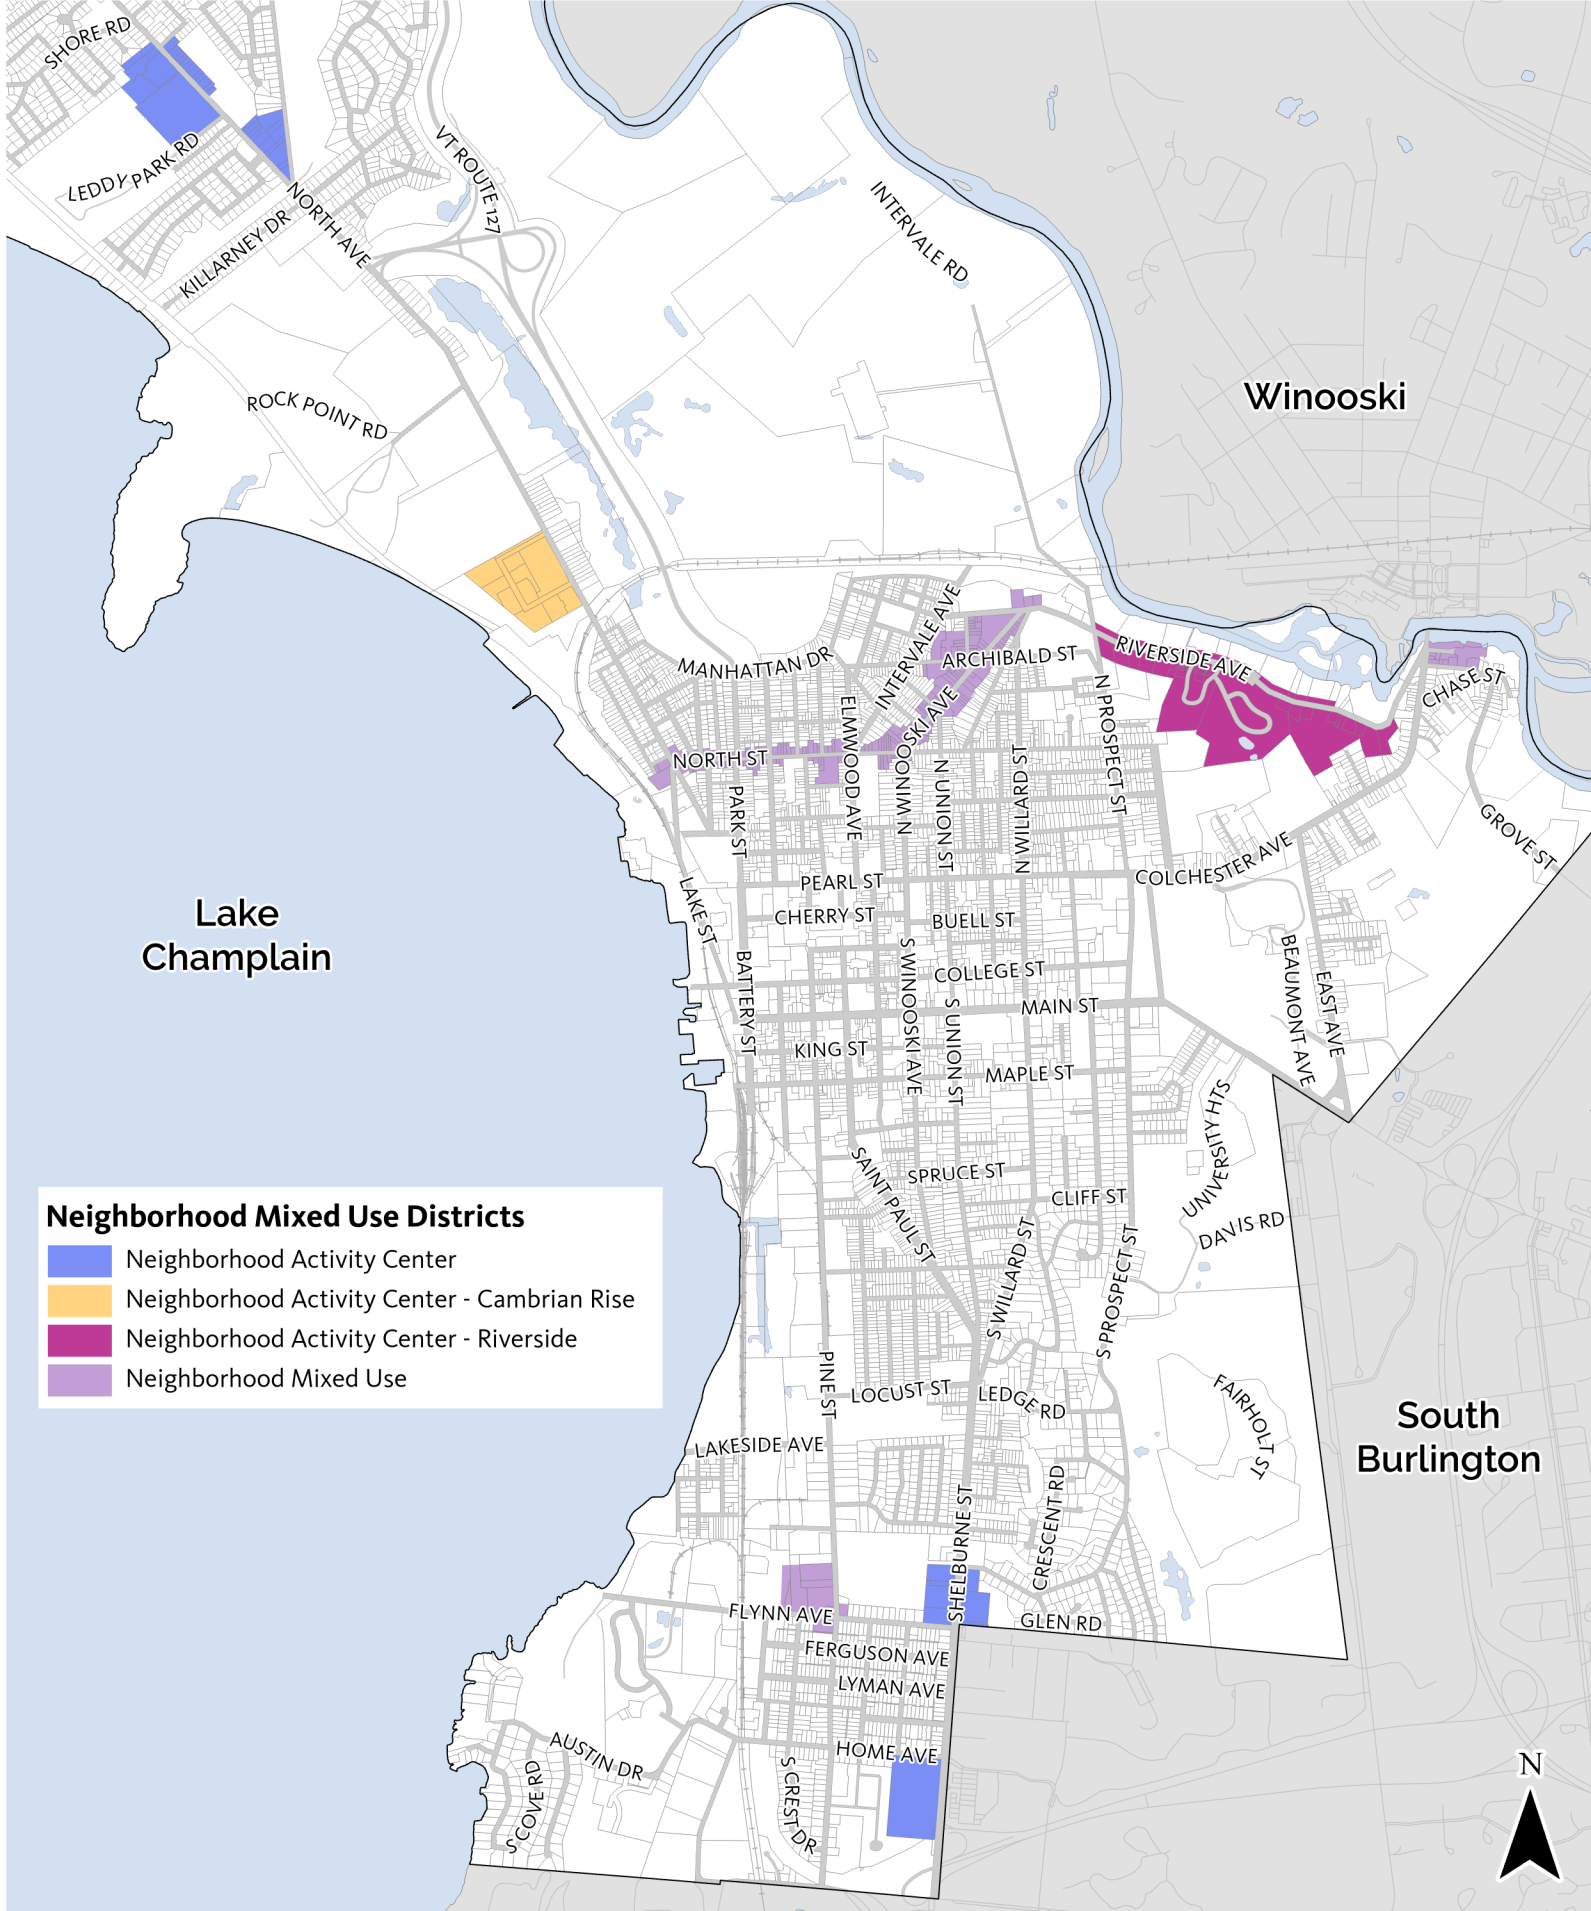 SHORE RD
LEDDY PARK RD
VT ROUTE 127
NORTH AVE
KILLARNEY DR
INTERVALE RD
ROCK POINT RD
Winooski
INTERVALE AVE
MANHATTAN DR
ARCHIBALD ST
RIVERSIDE AVE
CHASE ST
N PROSPECT ST
ELMWOOD AVE
NORTH ST
N WINOOSKI AVE
N WILLARD ST
N UNION ST
PARK ST
GROVE ST
COLCHESTER AVE
PEARL ST
CHERRY ST
BUELL ST
LAKE ST
Lake
Champlain
BATTERY ST
S WINOOSKI AVE
COLLEGE ST
BEAUMONT AVE
EAST AVE
MAIN ST
S UNION ST
KING ST
MAPLE ST
UNIVERSITY HTS
SAINT PAUL ST
SPRUCE ST
CLIFF ST
DAVIS RD
S WILLARD ST
S PROSPECT ST
Neighborhood Mixed Use Districts
Neighborhood Activity Center
Neighborhood Activity Center - Cambrian Rise
Neighborhood Activity Center - Riverside
Neighborhood Mixed Use
PINE ST
LOCUST ST
LEDGE RD
FAIRHOLT ST
South
Burlington
LAKESIDE AVE
CRESCENT RD
SHELBURNE ST
FLYNN AVE
GLEN RD
FERGUSON AVE
LYMAN AVE
AUSTIN DR
HOME AVE
S COVE RD
S CREST DR
N